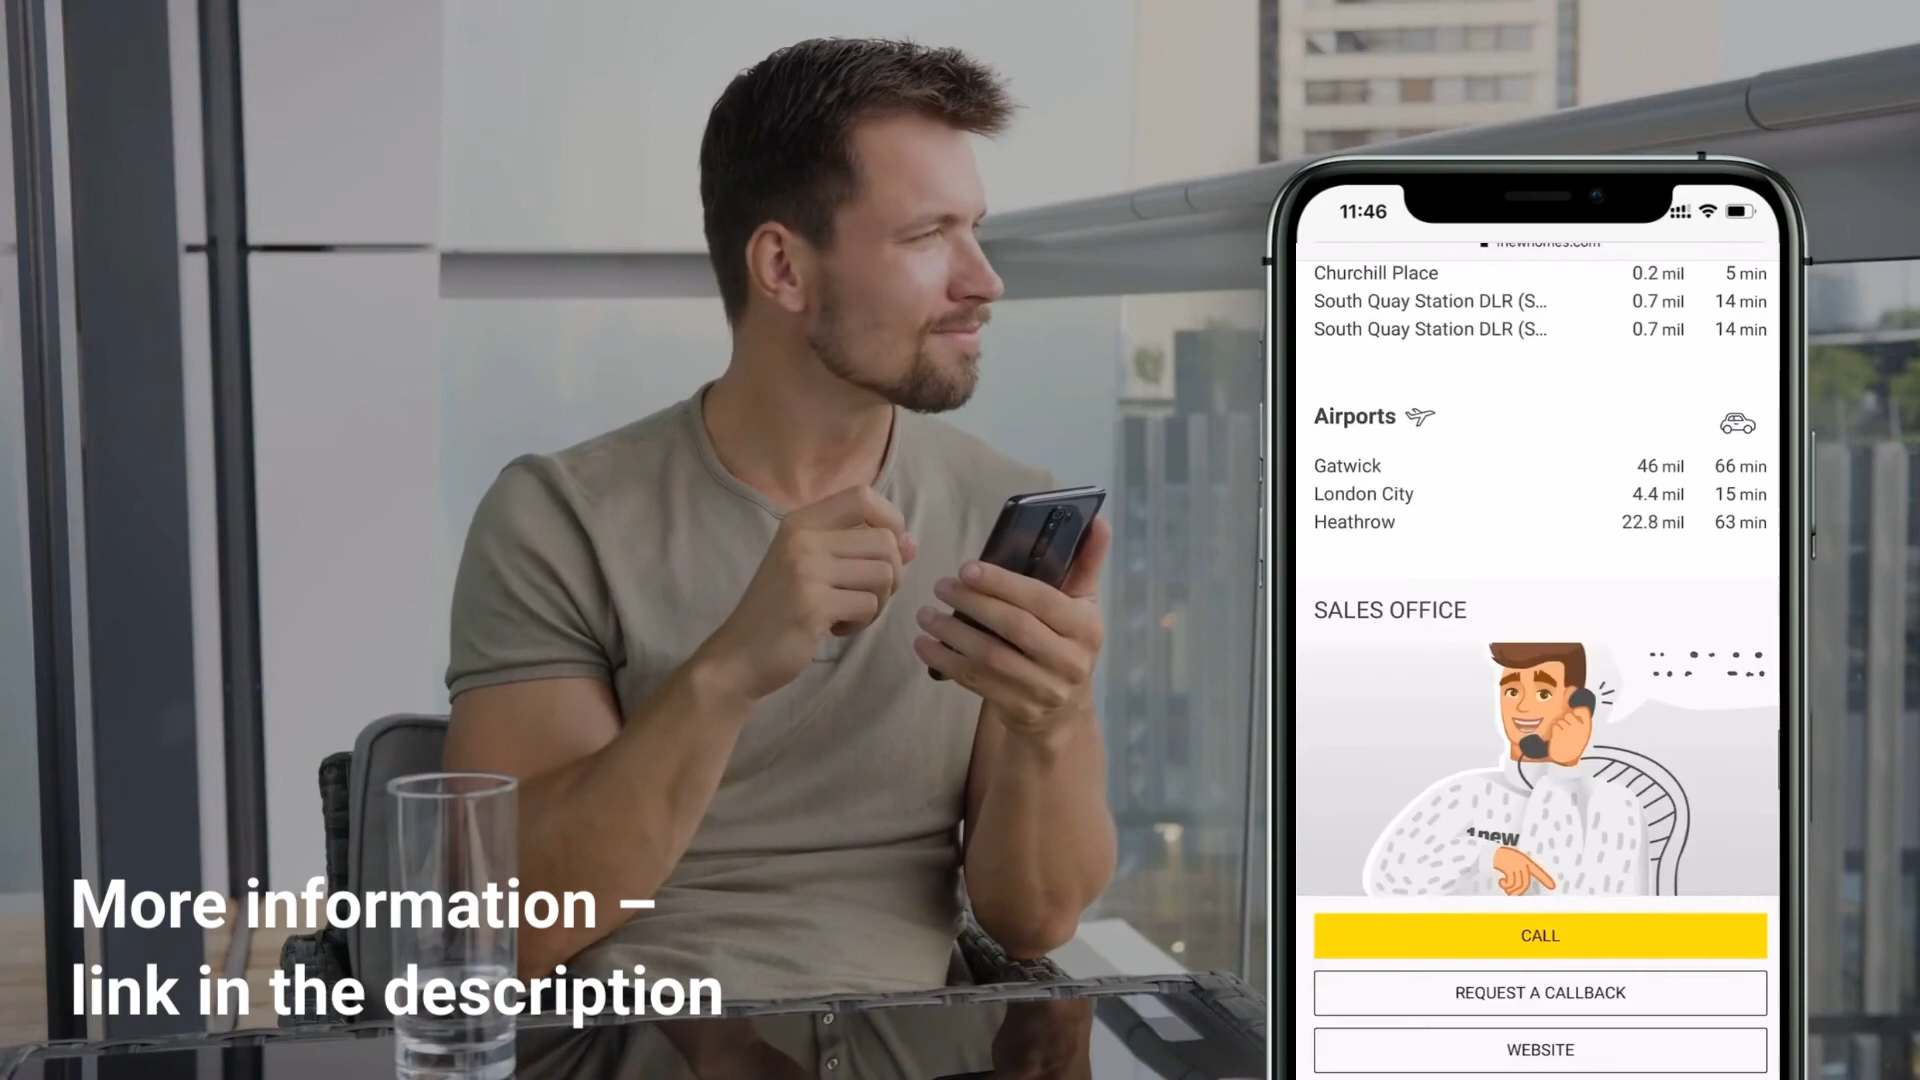 11:46
1newhomes.com
Churchill Place 0.2 mil 5 min
South Quay Station DLR (S... 0.7 mil 14 min
South Quay Station DLR (S... 0.7 mil 14 min
Airports
Gatwick 46 mil 66 min
London City 4.4 mil 15 min
Heathrow 22.8 mil 63 min
SALES OFFICE
1new
CALL
REQUEST A CALLBACK
WEBSITE
More information –
link in the description